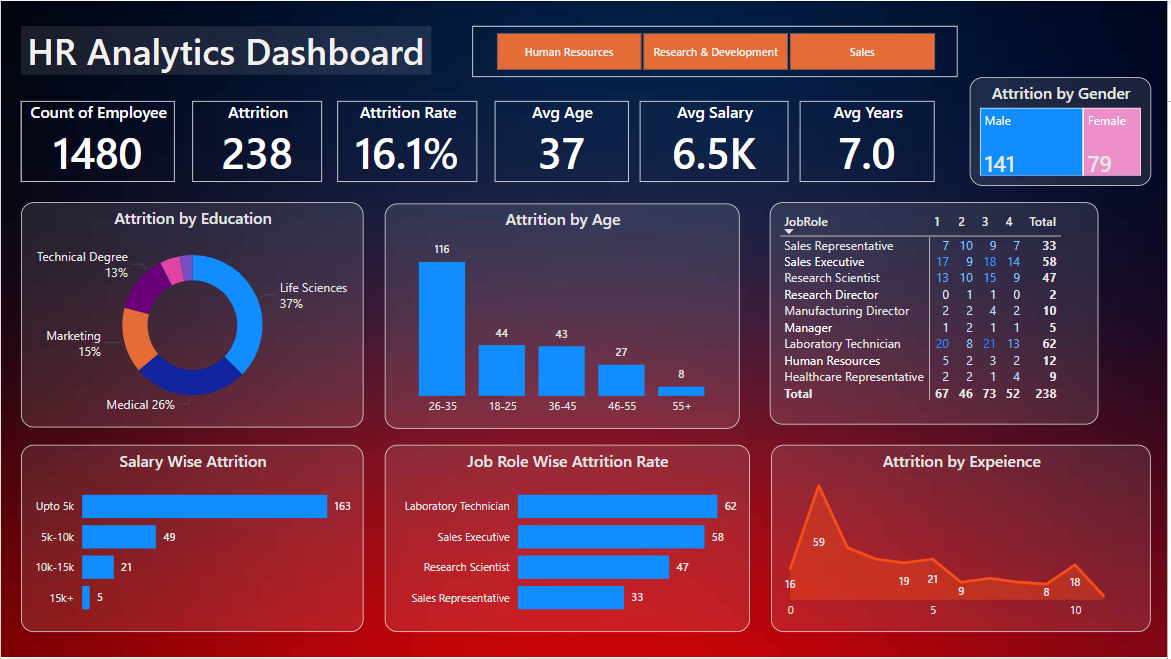 HR Analytics Dashboard
Human Resources
Research & Development
Sales
Count of Employee
1480
Attrition
238
Attrition Rate
16.1%
Avg Age
37
Avg Salary
6.5K
Avg Years
7.0
Attrition by Gender
Male
Female
141
79
Attrition by Education
Technical Degree
13%
Life Sciences
37%
Marketing
15%
Medical 26%
Attrition by Age
116
44
43
27
8
26-35 18-25 36-45 46-55 55+
JobRole 1 2 3 4 Total
Sales Representative 7 10 9 7 33
Sales Executive 17 9 18 14 58
Research Scientist 13 10 15 9 47
Research Director 0 1 1 0 2
Manufacturing Director 2 2 4 2 10
Manager 1 2 1 1 5
Laboratory Technician 20 8 21 13 62
Human Resources 5 2 3 2 12
Healthcare Representative 2 2 1 4 9
Total 67 46 73 52 238
Salary Wise Attrition
Upto 5k 163
5k-10k 49
10k-15k 21
15k+ 5
Job Role Wise Attrition Rate
Laboratory Technician 62
Sales Executive 58
Research Scientist 47
Sales Representative 33
Attrition by Expeience
59
16
19
21
9
8
18
0 5 10